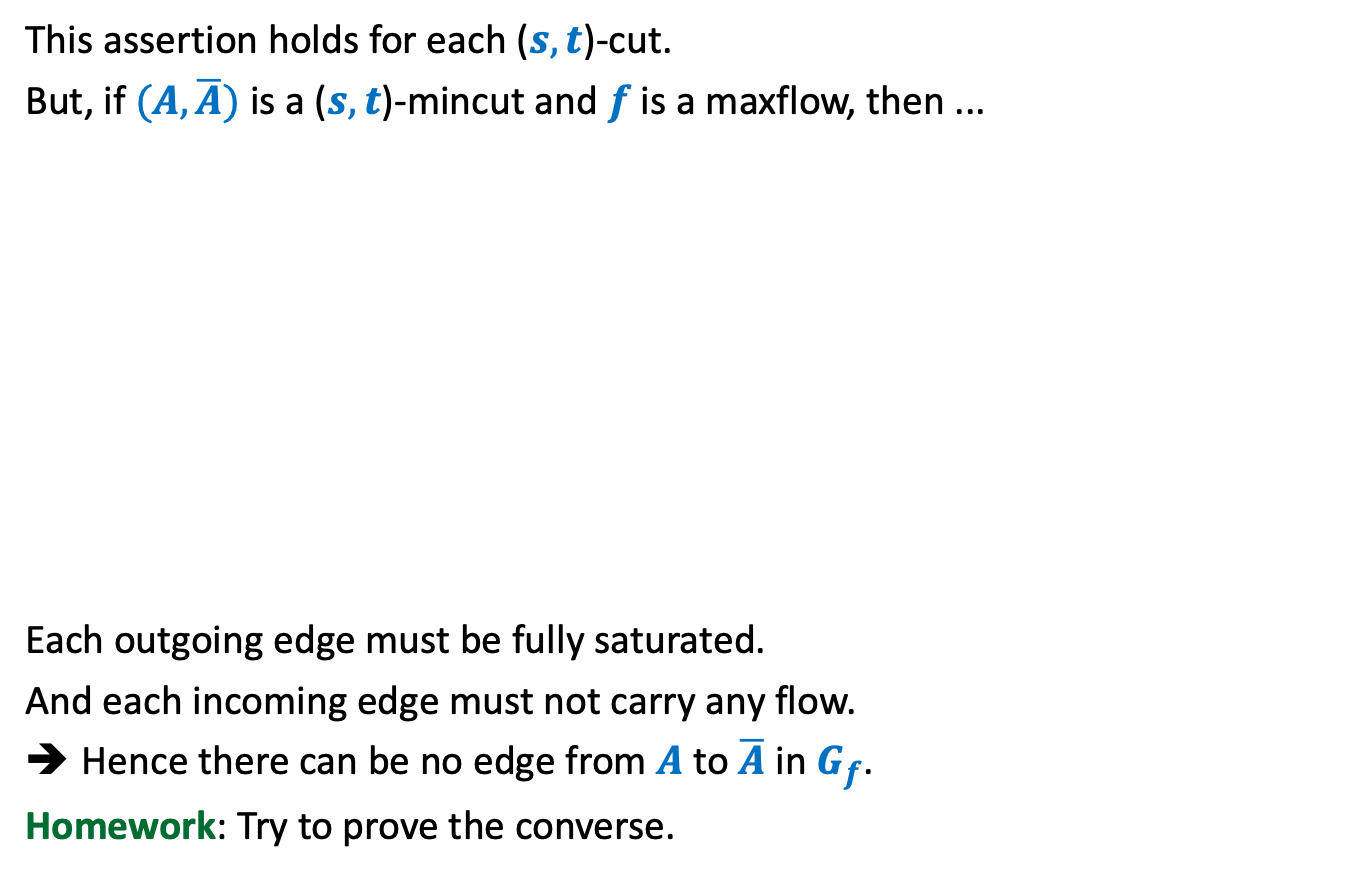 This assertion holds for each (s, t)-cut.
But, if (A, A̅) is a (s, t)-mincut and f is a maxflow, then ...
Each outgoing edge must be fully saturated.
And each incoming edge must not carry any flow.
➔ Hence there can be no edge from A to A̅ in G_f.
Homework: Try to prove the converse.